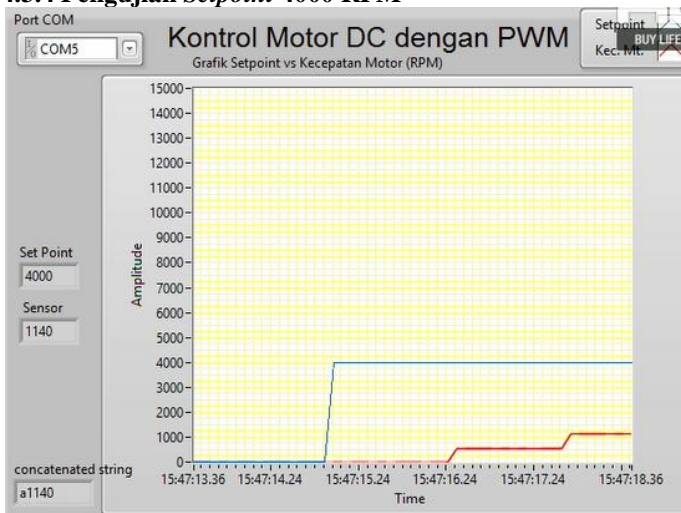 4.3.4 Pengujian Setpoint 4000 RPM
Port COM
COM5
Kontrol Motor DC dengan PWM
Grafik Setpoint vs Kecepatan Motor (RPM)
Setpoint
Kec. Mt.
BUY LIFE
15000
14000
13000
12000
11000
10000
9000
8000
7000
6000
5000
4000
3000
2000
1000
0
Amplitude
Set Point
4000
Sensor
1140
concatenated string
a1140
15:47:13.36 15:47:14.24 15:47:15.24 15:47:16.24 15:47:17.24 15:47:18.36
Time